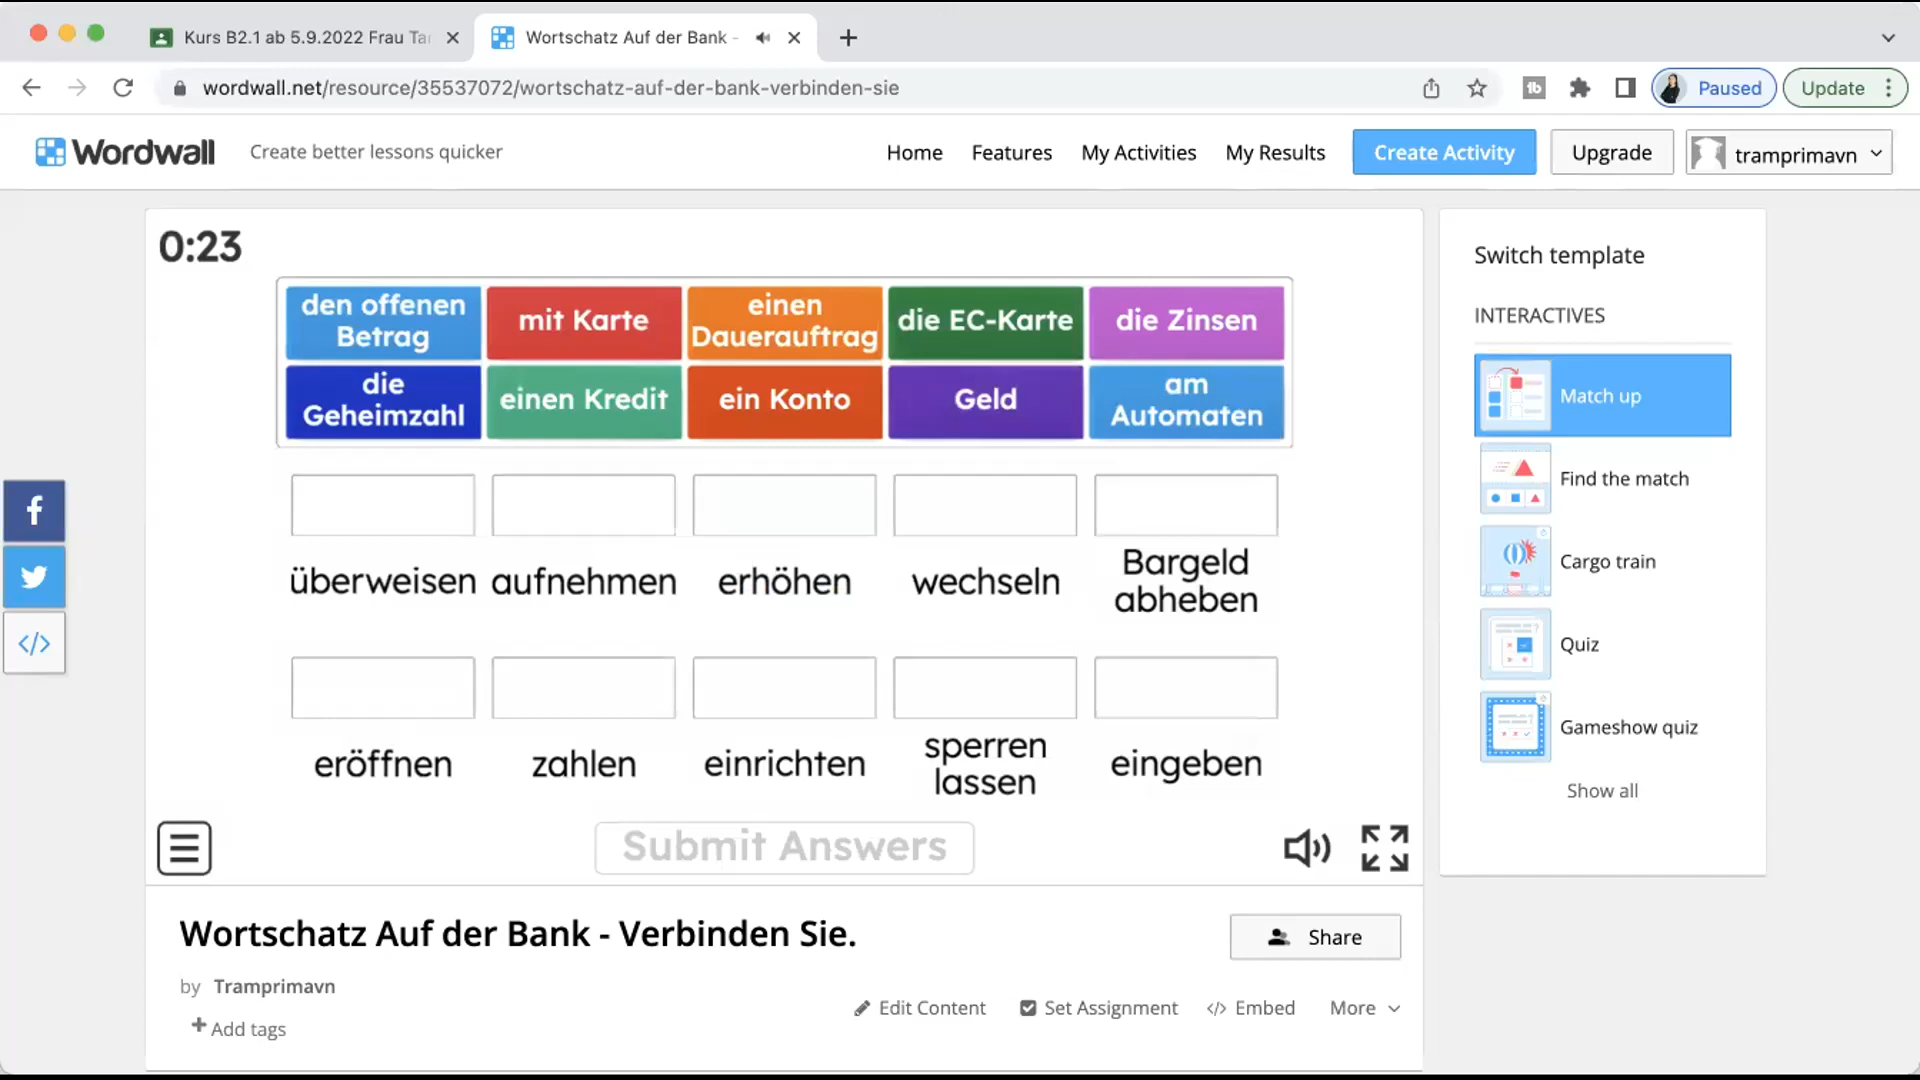 Kurs B2.1 ab 5.9.2022 Frau Ta
Wortschatz Auf der Bank -
wordwall.net/resource/35537072/wortschatz-auf-der-bank-verbinden-sie
tb
Paused
Update
Wordwall
Create better lessons quicker
Home
Features
My Activities
My Results
Create Activity
Upgrade
tramprimavn
0:23
den offenen
Betrag
mit Karte
einen
Dauerauftrag
die EC-Karte
die Zinsen
die
Geheimzahl
einen Kredit
ein Konto
Geld
am
Automaten
überweisen
aufnehmen
erhöhen
wechseln
Bargeld
abheben
eröffnen
zahlen
einrichten
sperren
lassen
eingeben
Submit Answers
Switch template
INTERACTIVES
Match up
Find the match
Cargo train
Quiz
Gameshow quiz
Show all
Wortschatz Auf der Bank - Verbinden Sie.
Share
by Tramprimavn
Add tags
Edit Content
Set Assignment
</> Embed
More